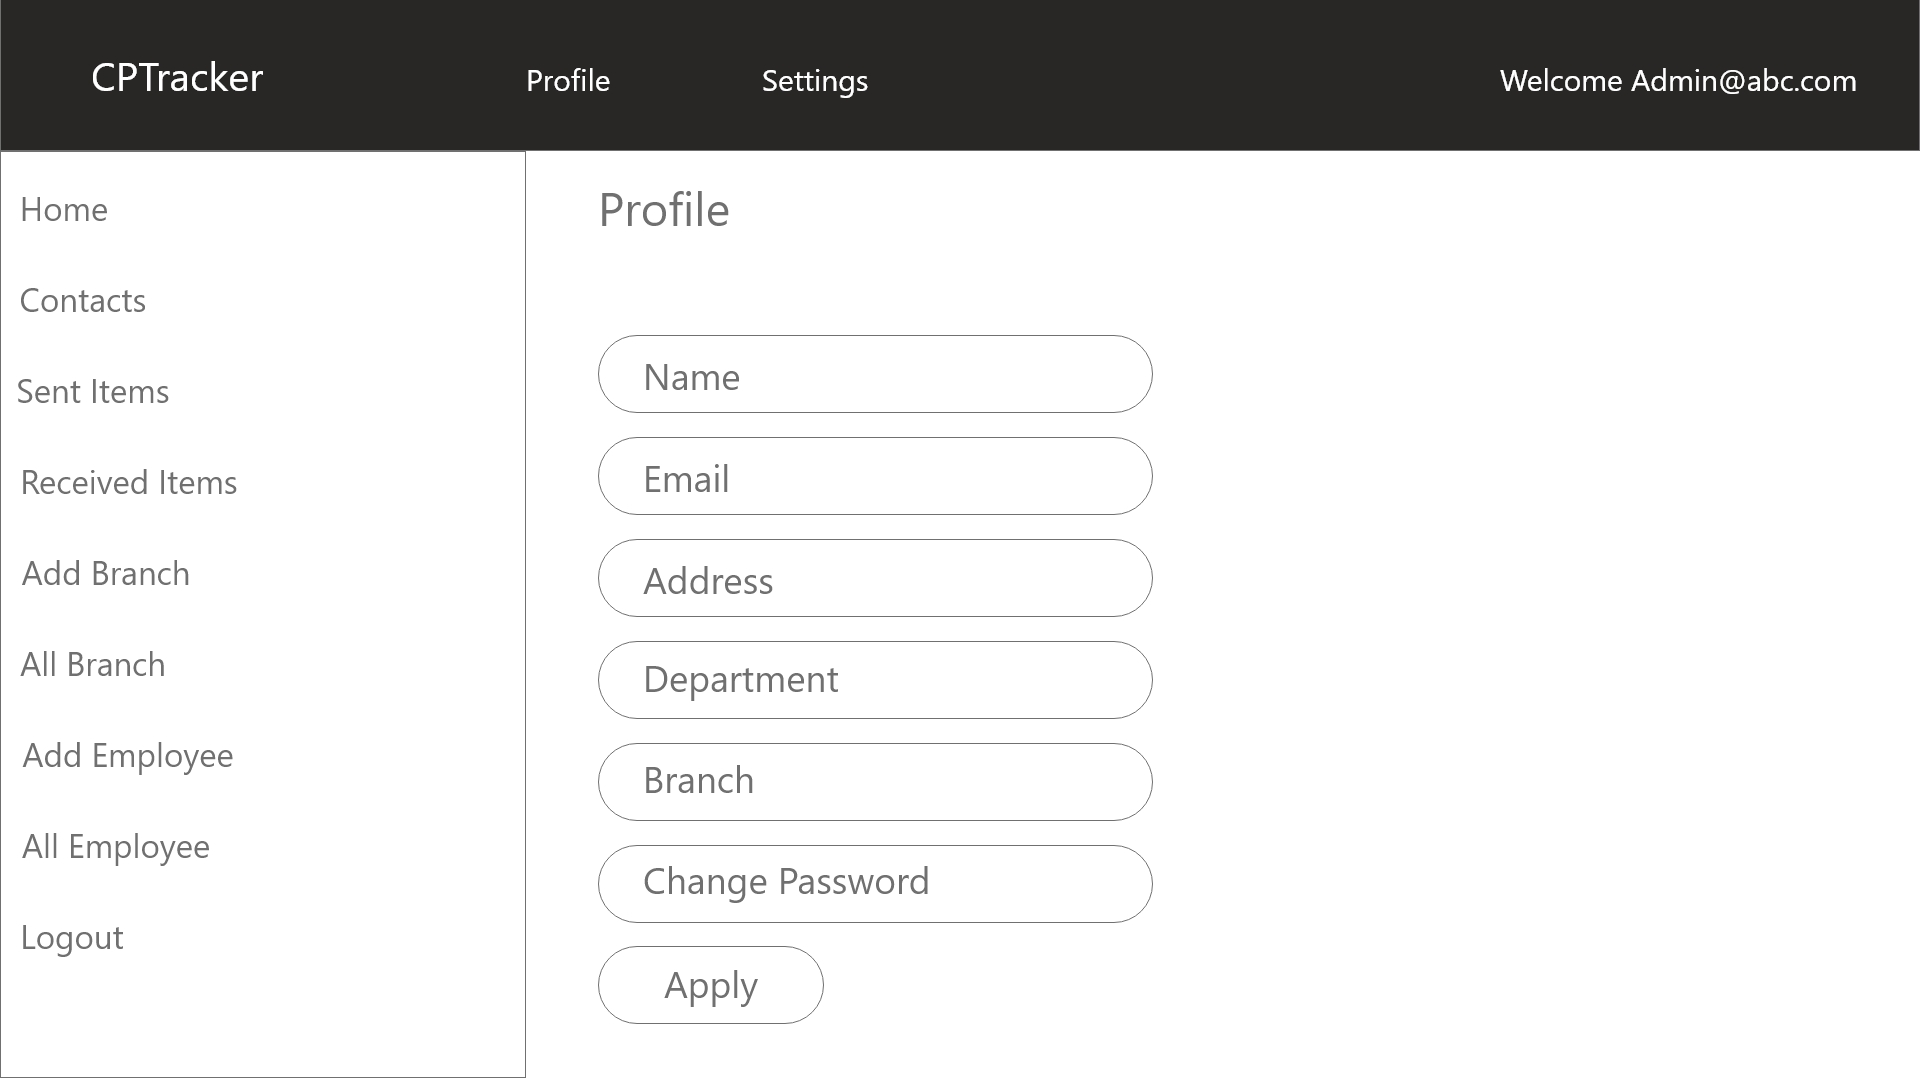 CPTracker
Profile
Settings
Welcome Admin@abc.com
Home
Contacts
Sent Items
Received Items
Add Branch
All Branch
Add Employee
All Employee
Logout
Profile
Name
Email
Address
Department
Branch
Change Password
Apply